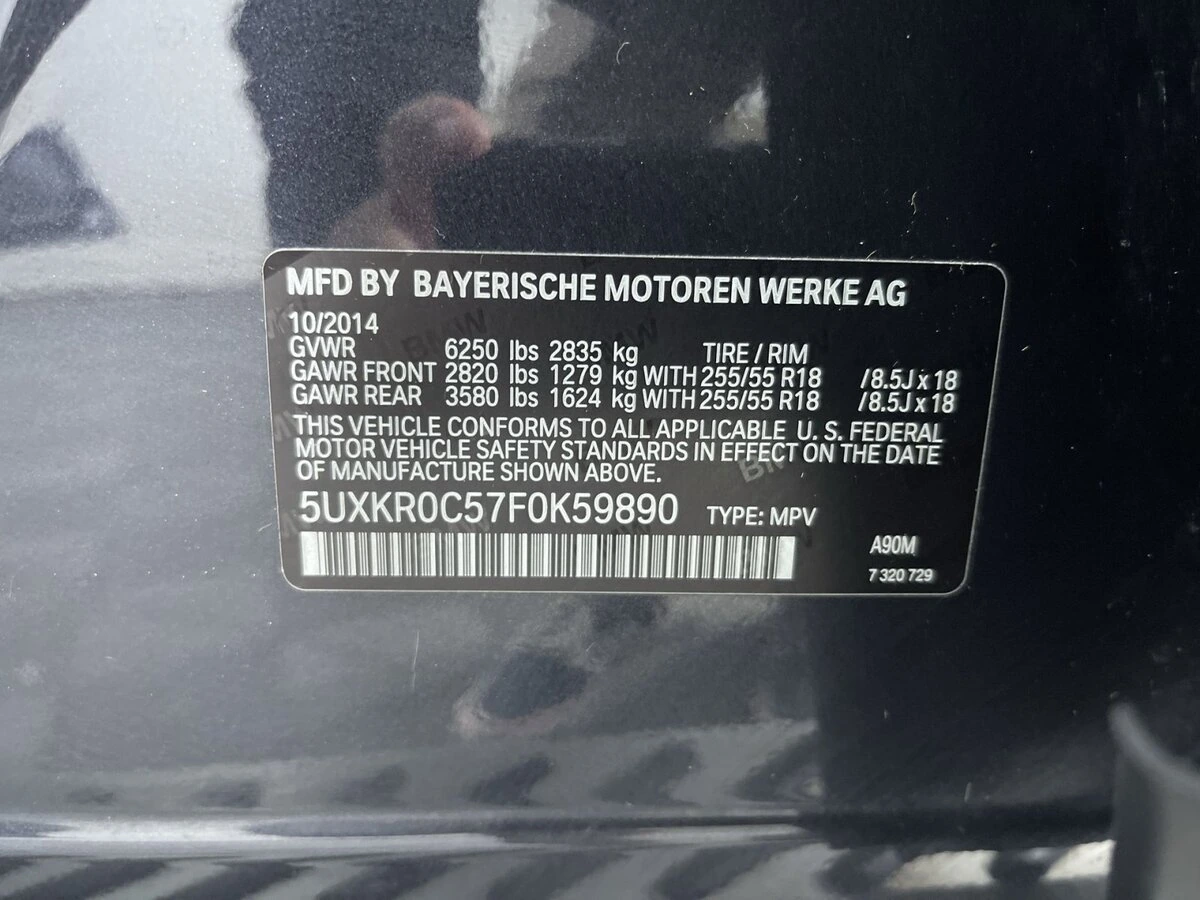 MFD BY BAYERISCHE MOTOREN WERKE AG
10/2014
GVWR 6250 lbs 2835 kg TIRE / RIM
GAWR FRONT 2820 lbs 1279 kg WITH 255/55 R18 /8.5J x 18
GAWR REAR 3580 lbs 1624 kg WITH 255/55 R18 /8.5J x 18
THIS VEHICLE CONFORMS TO ALL APPLICABLE U. S. FEDERAL
MOTOR VEHICLE SAFETY STANDARDS IN EFFECT ON THE DATE
OF MANUFACTURE SHOWN ABOVE.
5UXKR0C57F0K59890 TYPE: MPV
A90M
7 320 729